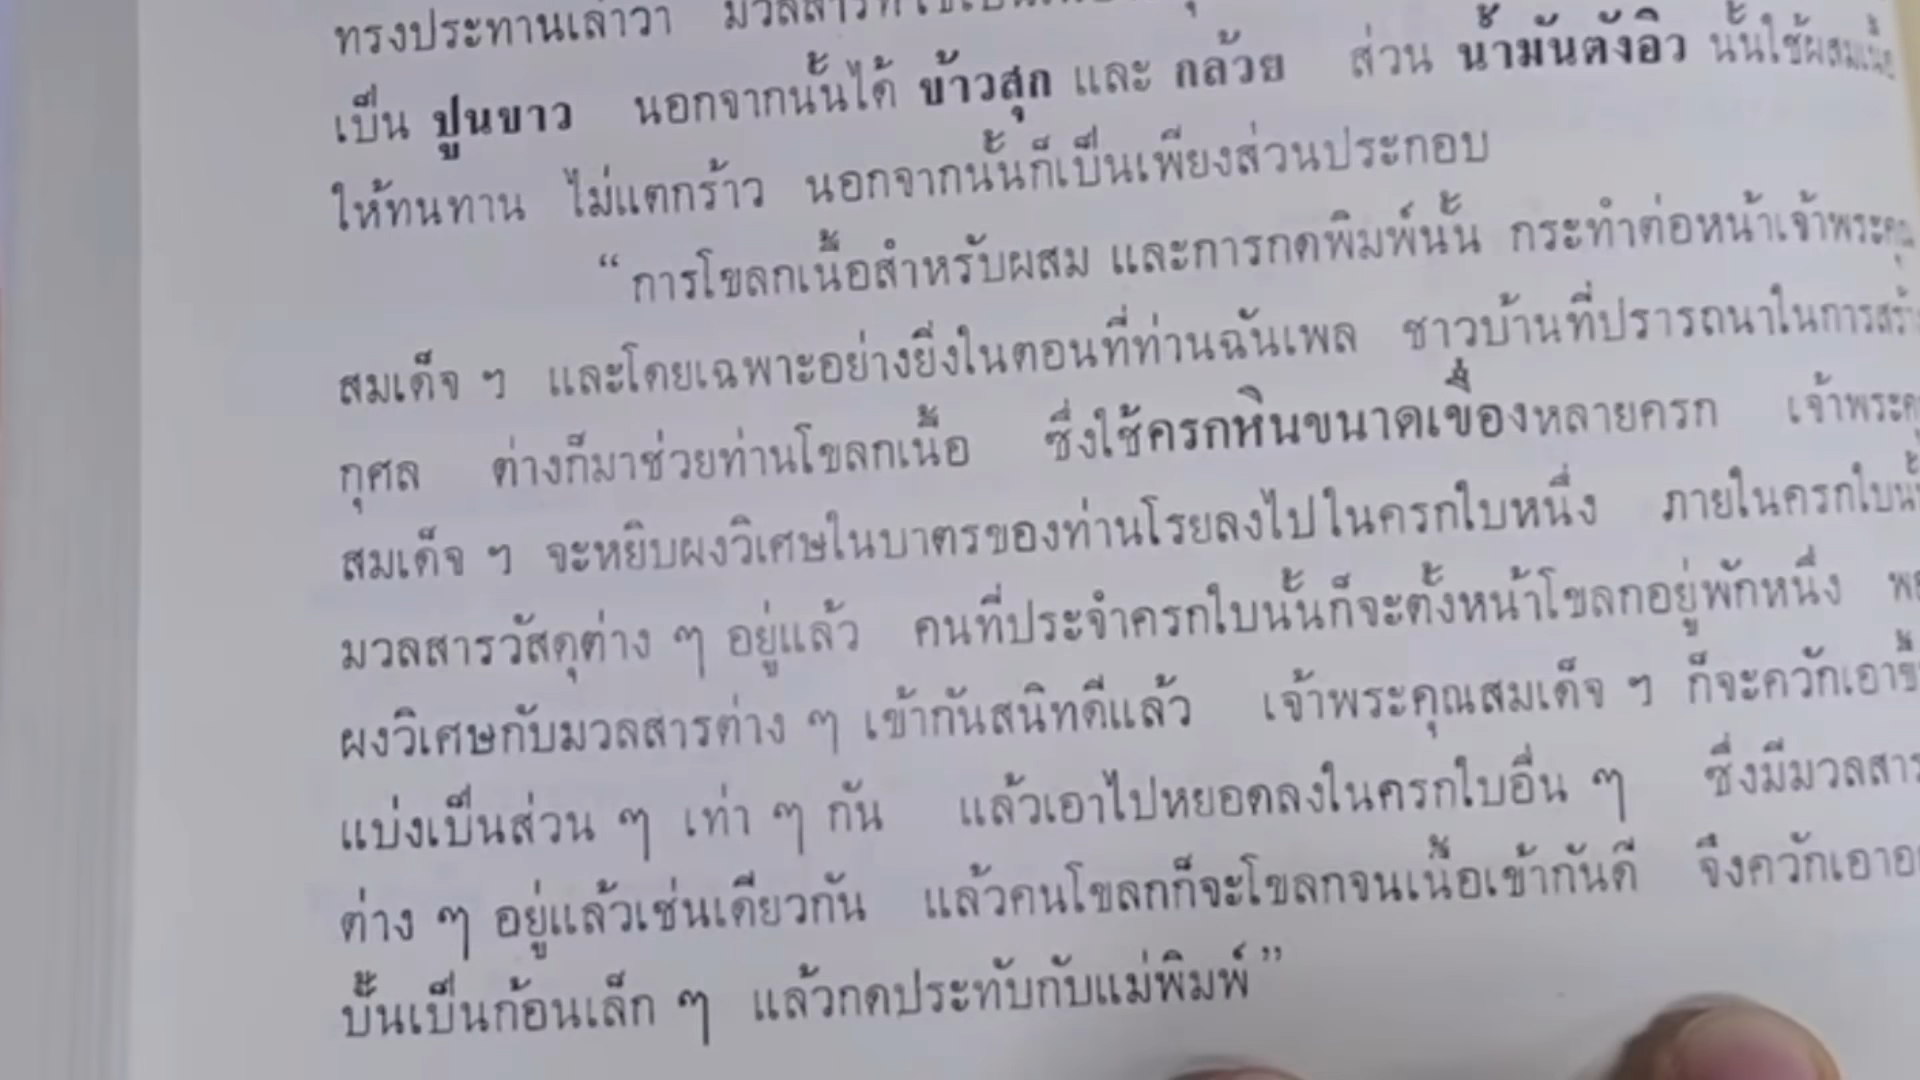 ทรงประทานเล่าว่า มวลสารที่ใช้เป็น
เป็น ปูนขาว นอกจากนั้นได้ ข้าวสุก และ กล้วย ส่วน น้ำมันตังอิว นั้นใช้ผสมเนื้อ
ให้ทนทาน ไม่แตกร้าว นอกจากนั้นก็เป็นเพียงส่วนประกอบ
“ การโขลกเนื้อสำหรับผสม และการกดพิมพ์นั้น กระทำต่อหน้าเจ้าพระคุณ
สมเด็จ ฯ และโดยเฉพาะอย่างยิ่งในตอนที่ท่านฉันเพล ชาวบ้านที่ปรารถนาในการสร้าง
กุศล ต่างก็มาช่วยท่านโขลกเนื้อ ซึ่งใช้ครกหินขนาดเขื่องหลายครก เจ้าพระคุณ
สมเด็จ ฯ จะหยิบผงวิเศษในบาตรของท่านโรยลงไปในครกใบหนึ่ง ภายในครกใบนั้น
มวลสารวัสดุต่าง ๆ อยู่แล้ว คนที่ประจำครกใบนั้นก็จะตั้งหน้าโขลกอยู่พักหนึ่ง
ผงวิเศษกับมวลสารต่าง ๆ เข้ากันสนิทดีแล้ว เจ้าพระคุณสมเด็จ ฯ ก็จะควักเอา
แบ่งเป็นส่วน ๆ เท่า ๆ กัน แล้วเอาไปหยอดลงในครกใบอื่น ๆ ซึ่งมีมวลสาร
ต่าง ๆ อยู่แล้วเช่นเดียวกัน แล้วคนโขลกก็จะโขลกจนเนื้อเข้ากันดี จึงควักเอา
ปั้นเป็นก้อนเล็ก ๆ แล้วกดประทับกับแม่พิมพ์ ”